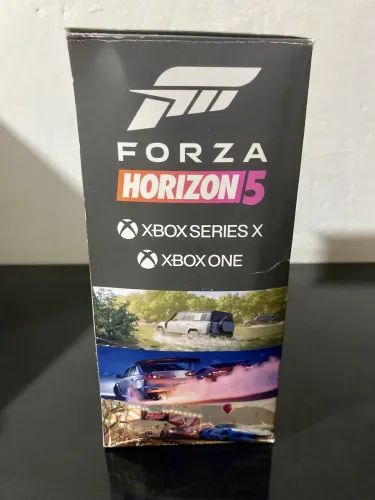 FORZA
HORIZON 5
XBOX SERIES X
XBOX ONE